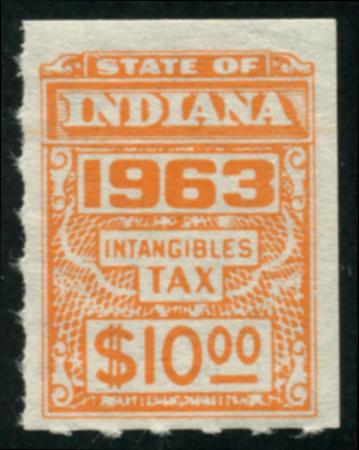 STATE OF
INDIANA
1963
INTANGIBLES
TAX
$10.00